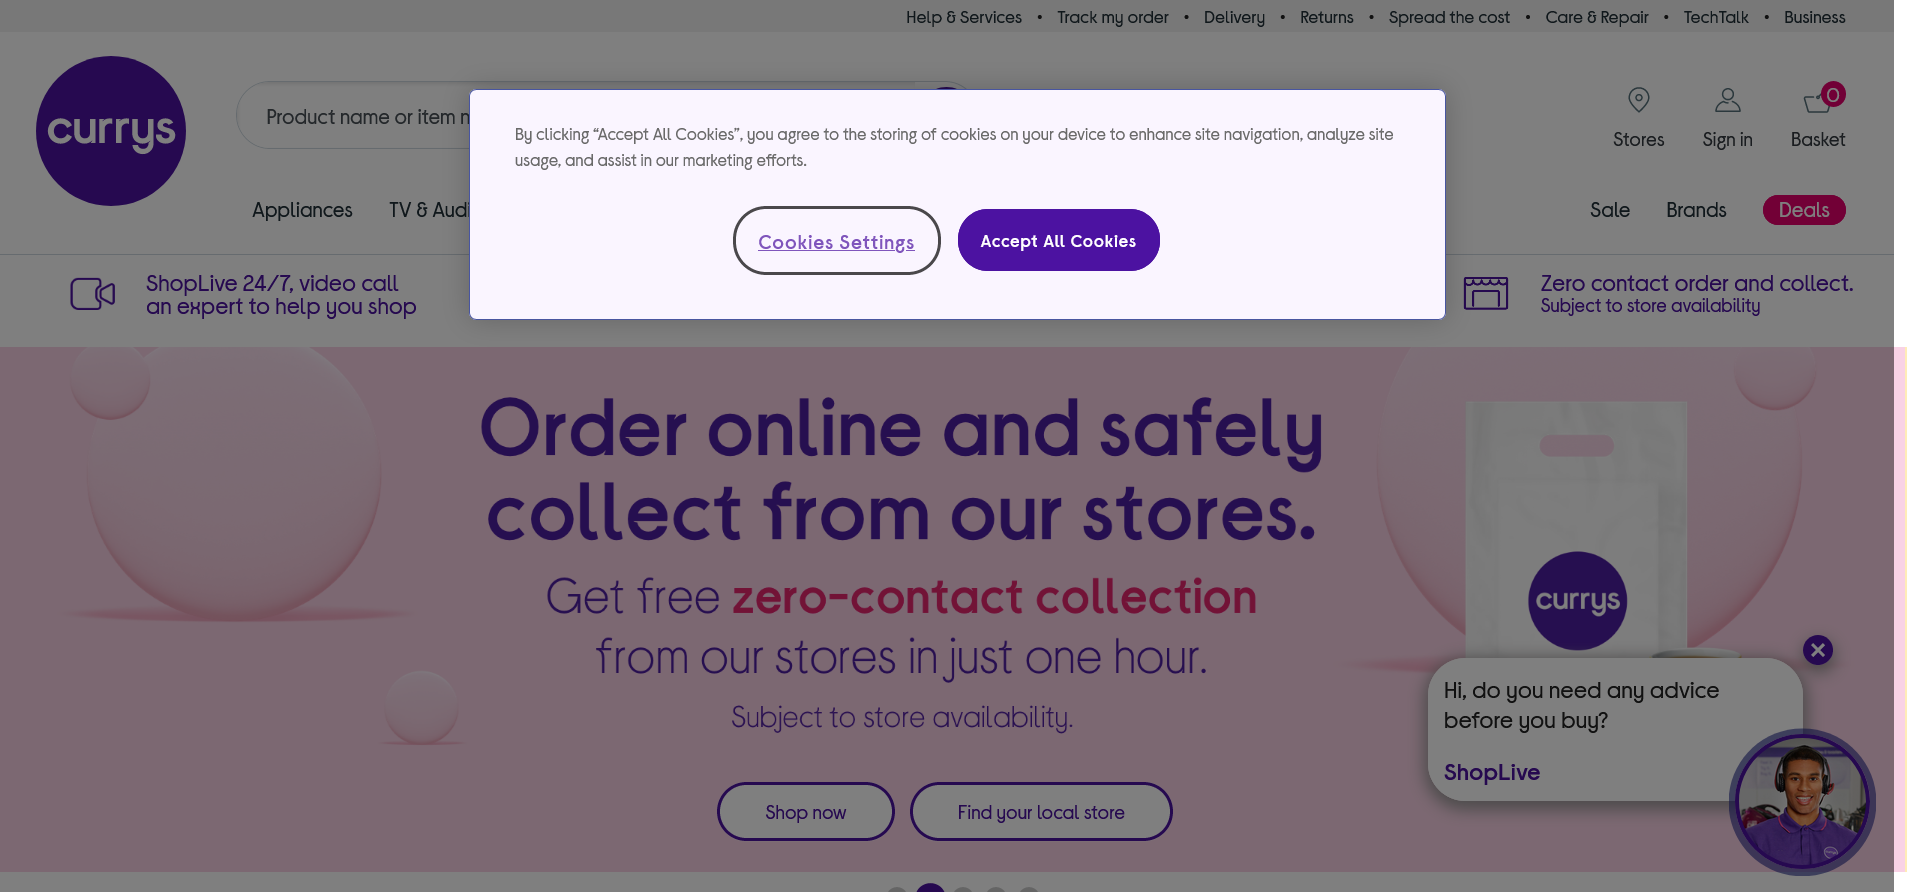 Help & Services • Track my order • Delivery • Returns • Spread the cost • Care & Repair • TechTalk • Business
currys
Product name or item n
0
Stores
Sign in
Basket
By clicking “Accept All Cookies”, you agree to the storing of cookies on your device to enhance site navigation, analyze site
usage, and assist in our marketing efforts.
Cookies Settings
Accept All Cookies
Appliances
TV & Audi
Sale
Brands
Deals
ShopLive 24/7, video call
an expert to help you shop
Zero contact order and collect.
Subject to store availability
Order online and safely
collect from our stores.
Get free zero-contact collection
from our stores in just one hour.
Subject to store availability.
Shop now
Find your local store
currys
Hi, do you need any advice
before you buy?
ShopLive